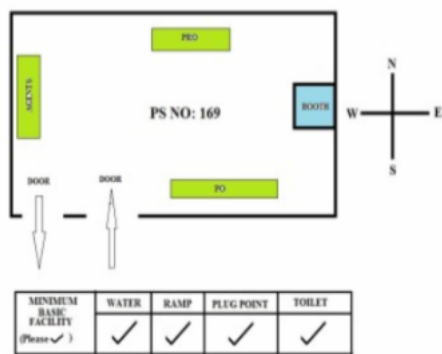 PRO
AGENTS
PS NO: 169
BOOTH
N
W
E
S
DOOR
DOOR
PO
MINIMUM BASIC FACILITY (Please ✓ )
WATER
RAMP
PLUG POINT
TOILET
✓
✓
✓
✓